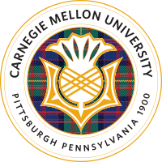 CARNEGIE MELLON UNIVERSITY
PITTSBURGH PENNSYLVANIA 1900